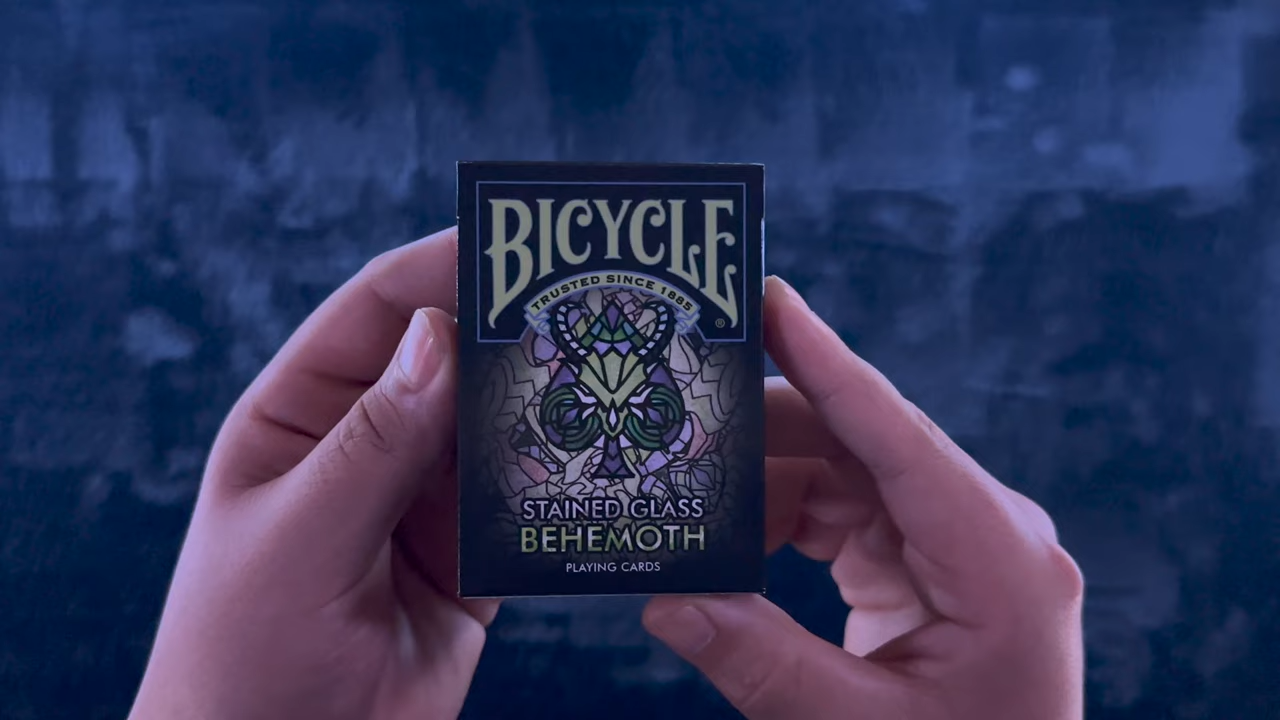 BICYCLE
TRUSTED SINCE 1885
®
STAINED GLASS
BEHEMOTH
PLAYING CARDS